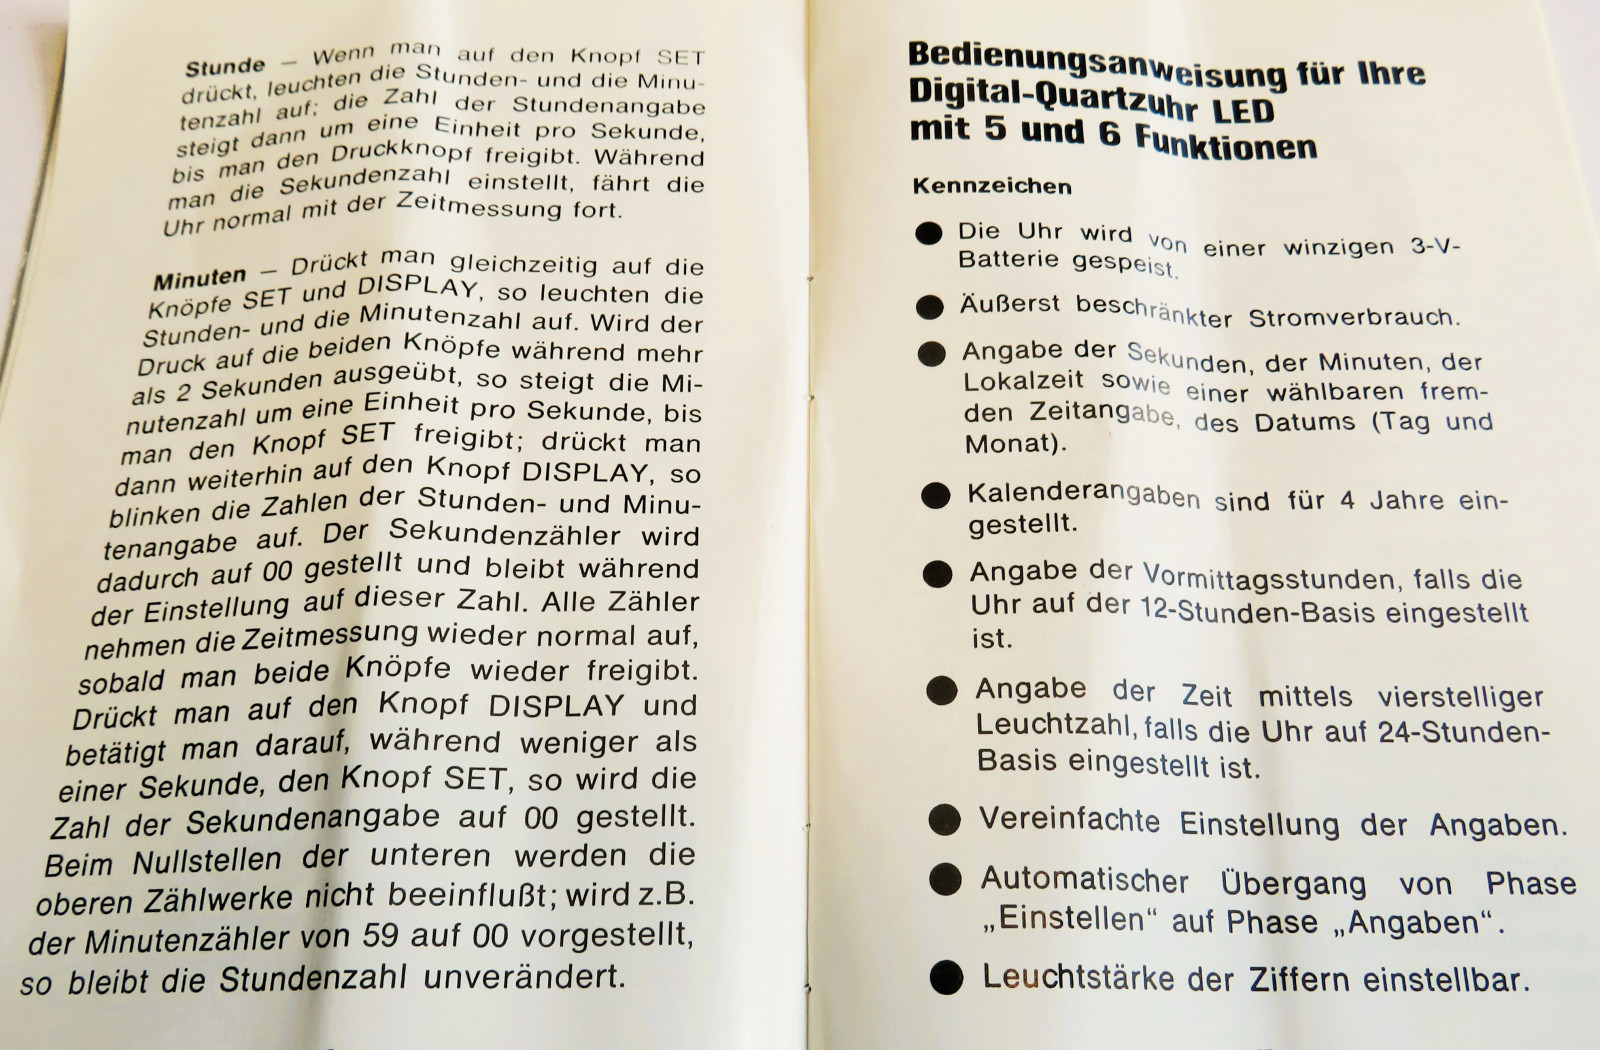 Stunde — Wenn man auf den Knopf SET
drückt, leuchten die Stunden- und die Minu-
tenzahl auf; die Zahl der Stundenangabe
steigt dann um eine Einheit pro Sekunde,
bis man den Druckknopf freigibt. Während
man die Sekundenzahl einstellt, fährt die
Uhr normal mit der Zeitmessung fort.
Minuten — Drückt man gleichzeitig auf die
Knöpfe SET und DISPLAY, so leuchten die
Stunden- und die Minutenzahl auf. Wird der
Druck auf die beiden Knöpfe während mehr
als 2 Sekunden ausgeübt, so steigt die Mi-
nutenzahl um eine Einheit pro Sekunde, bis
man den Knopf SET freigibt; drückt man
dann weiterhin auf den Knopf DISPLAY, so
blinken die Zahlen der Stunden- und Minu-
tenangabe auf. Der Sekundenzähler wird
dadurch auf 00 gestellt und bleibt während
der Einstellung auf dieser Zahl. Alle Zähler
nehmen die Zeitmessung wieder normal auf,
sobald man beide Knöpfe wieder freigibt.
Drückt man auf den Knopf DISPLAY und
betätigt man darauf, während weniger als
einer Sekunde, den Knopf SET, so wird die
Zahl der Sekundenangabe auf 00 gestellt.
Beim Nullstellen der unteren werden die
oberen Zählwerke nicht beeinflußt; wird z.B.
der Minutenzähler von 59 auf 00 vorgestellt,
so bleibt die Stundenzahl unverändert.
Bedienungsanweisung für Ihre
Digital-Quartzuhr LED
mit 5 und 6 Funktionen
Kennzeichen
● Die Uhr wird von einer winzigen 3-V-
Batterie gespeist.
● Äußerst beschränkter Stromverbrauch.
● Angabe der Sekunden, der Minuten, der
Lokalzeit sowie einer wählbaren frem-
den Zeitangabe, des Datums (Tag und
Monat).
● Kalenderangaben sind für 4 Jahre ein-
gestellt.
● Angabe der Vormittagsstunden, falls die
Uhr auf der 12-Stunden-Basis eingestellt
ist.
● Angabe der Zeit mittels vierstelliger
Leuchtzahl, falls die Uhr auf 24-Stunden-
Basis eingestellt ist.
● Vereinfachte Einstellung der Angaben.
● Automatischer Übergang von Phase
„Einstellen“ auf Phase „Angaben“.
● Leuchtstärke der Ziffern einstellbar.